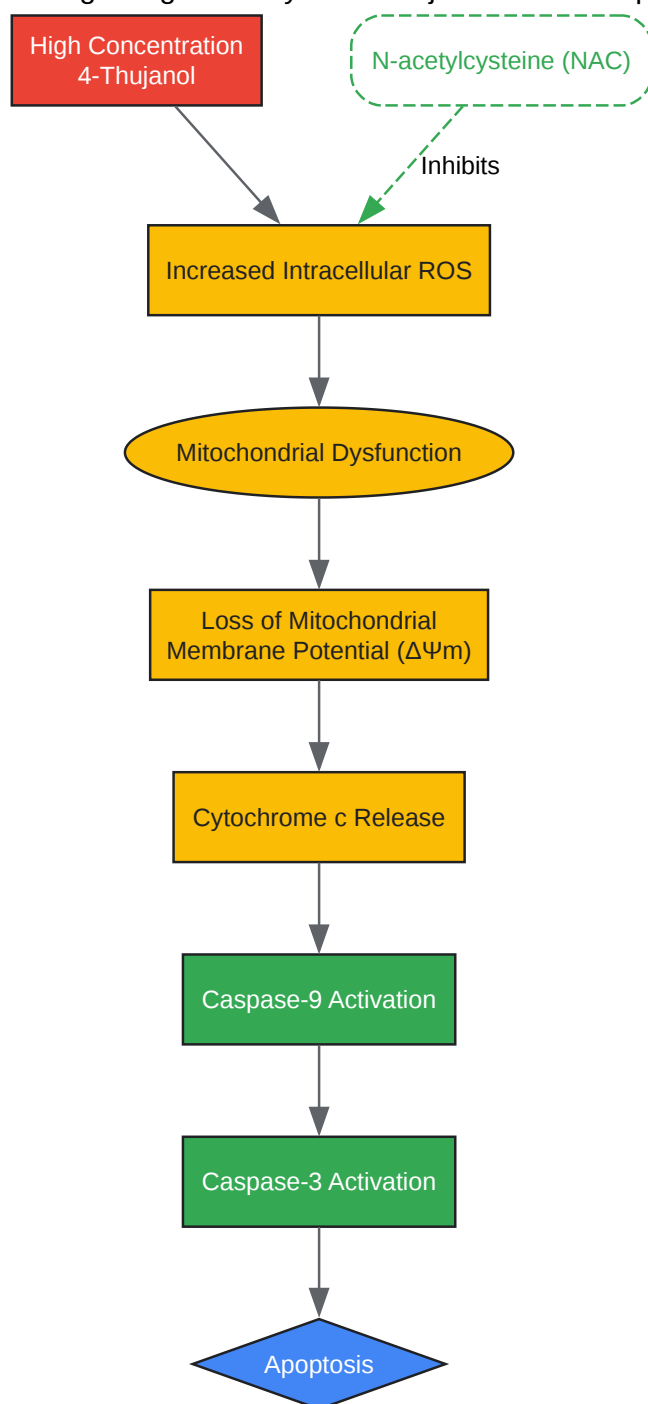 High Concentration
4-Thujanol
N-acetylcysteine (NAC)
Inhibits
Increased Intracellular ROS
Mitochondrial Dysfunction
Loss of Mitochondrial
Membrane Potential (ΔΨm)
Cytochrome c Release
Caspase-9 Activation
Caspase-3 Activation
Apoptosis